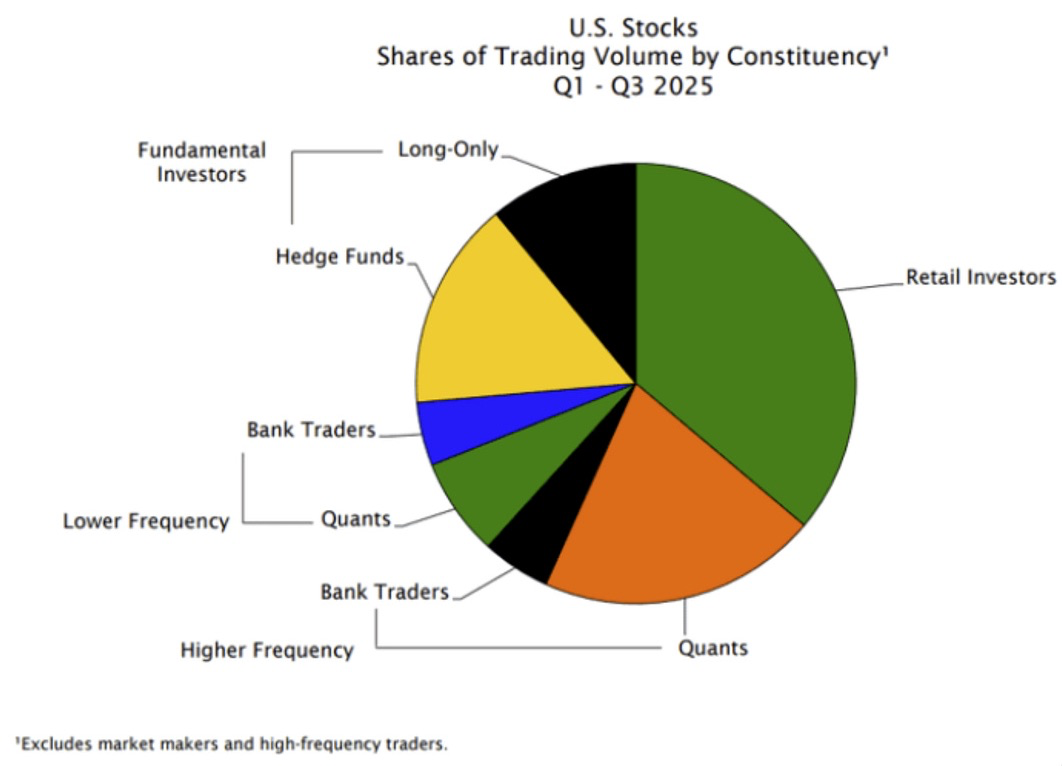 U.S. Stocks
Shares of Trading Volume by Constituency¹
Q1 - Q3 2025
Fundamental
Investors
Long-Only
Hedge Funds
Retail Investors
Bank Traders
Lower Frequency
Quants
Bank Traders
Higher Frequency
Quants
¹Excludes market makers and high-frequency traders.